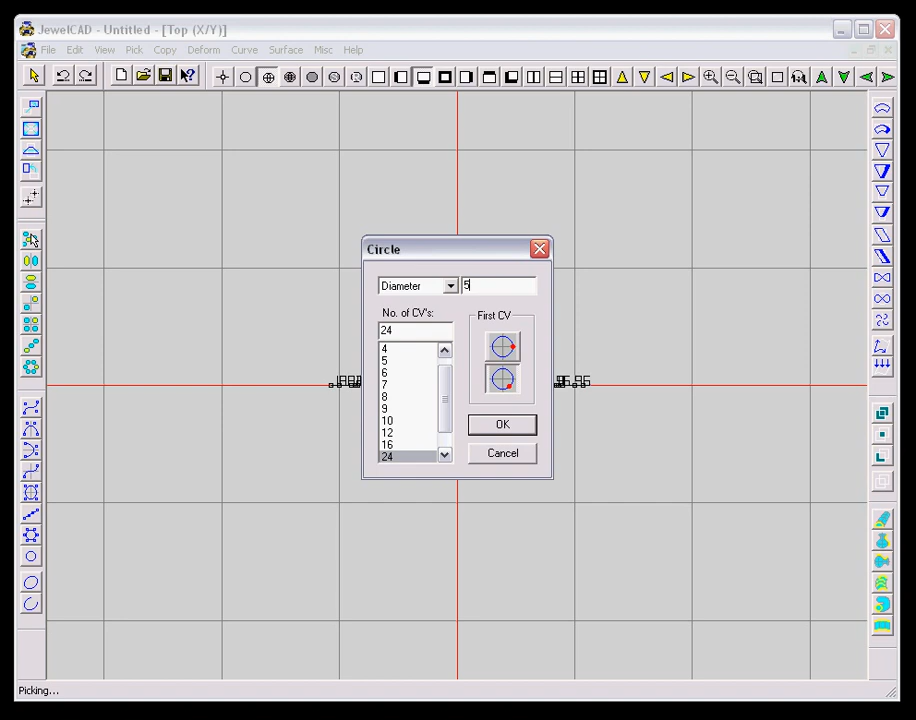 JewelCAD - Untitled - [Top (X/Y)]
File Edit View Pick Copy Deform Curve Surface Misc Help
Circle
Diameter 5
No. of CV's: First CV
24
4
5
6
7
8
9
10
12
16
24
OK
Cancel
Picking...